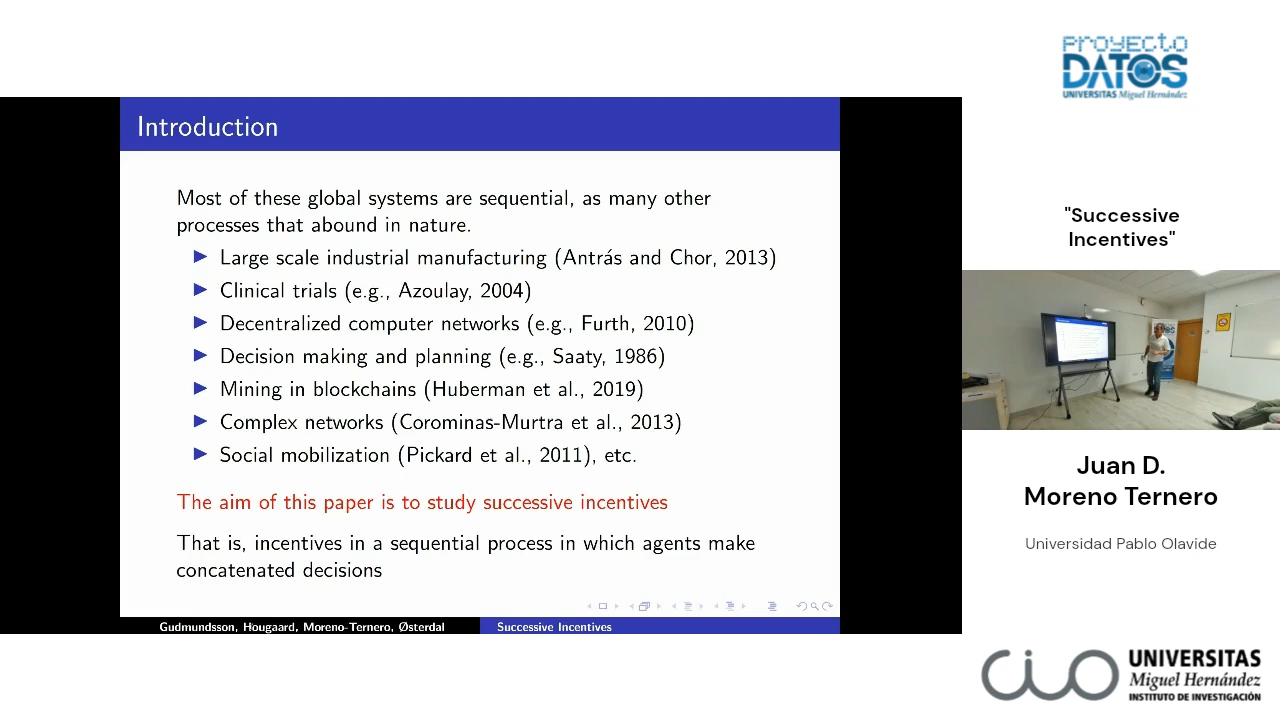 Introduction
Most of these global systems are sequential, as many other
processes that abound in nature.
Large scale industrial manufacturing (Antrás and Chor, 2013)
Clinical trials (e.g., Azoulay, 2004)
Decentralized computer networks (e.g., Furth, 2010)
Decision making and planning (e.g., Saaty, 1986)
Mining in blockchains (Huberman et al., 2019)
Complex networks (Corominas-Murtra et al., 2013)
Social mobilization (Pickard et al., 2011), etc.
The aim of this paper is to study successive incentives
That is, incentives in a sequential process in which agents make
concatenated decisions
Gudmundsson, Hougaard, Moreno-Ternero, Østerdal
Successive Incentives
PROYECTO
DATOS
UNIVERSITAS Miguel Hernández
"Successive
Incentives"
Juan D.
Moreno Ternero
Universidad Pablo Olavide
CIO
UNIVERSITAS
Miguel Hernández
INSTITUTO DE INVESTIGACIÓN